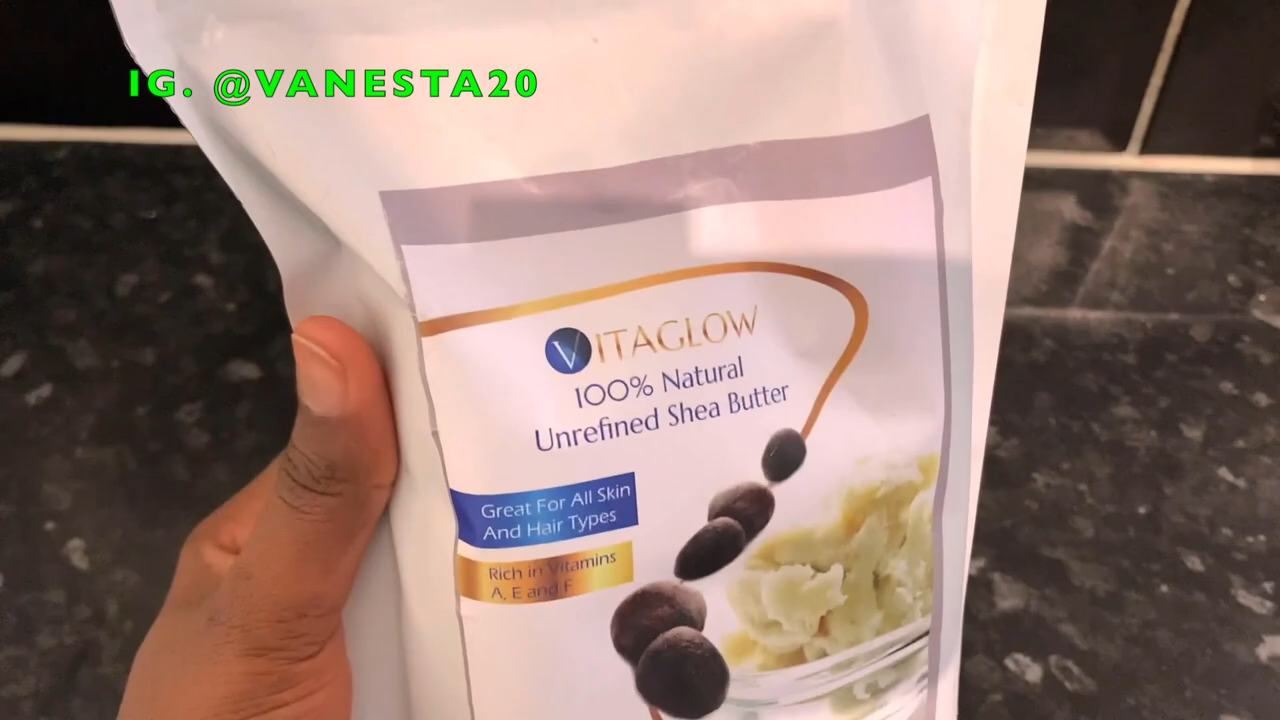 IG. @VANESTA20
VITAGLOW
100% Natural
Unrefined Shea Butter
Great For All Skin
And Hair Types
Rich in Vitamins
A, E and F